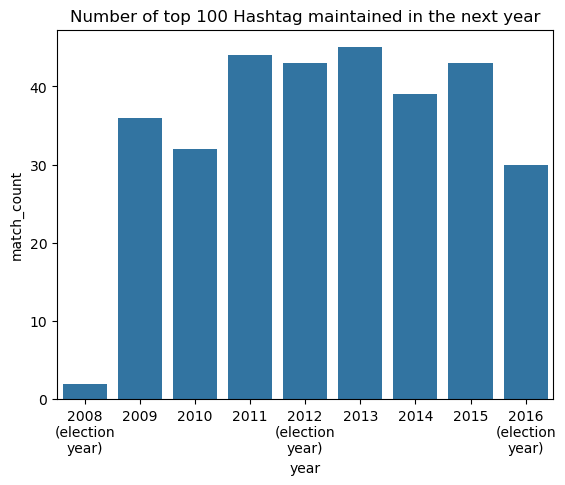 Number of top 100 Hashtag maintained in the next year
match_count
40
30
20
10
0
2008 2009 2010 2011 2012 2013 2014 2015 2016
(election (election (election
year) year) year)
year